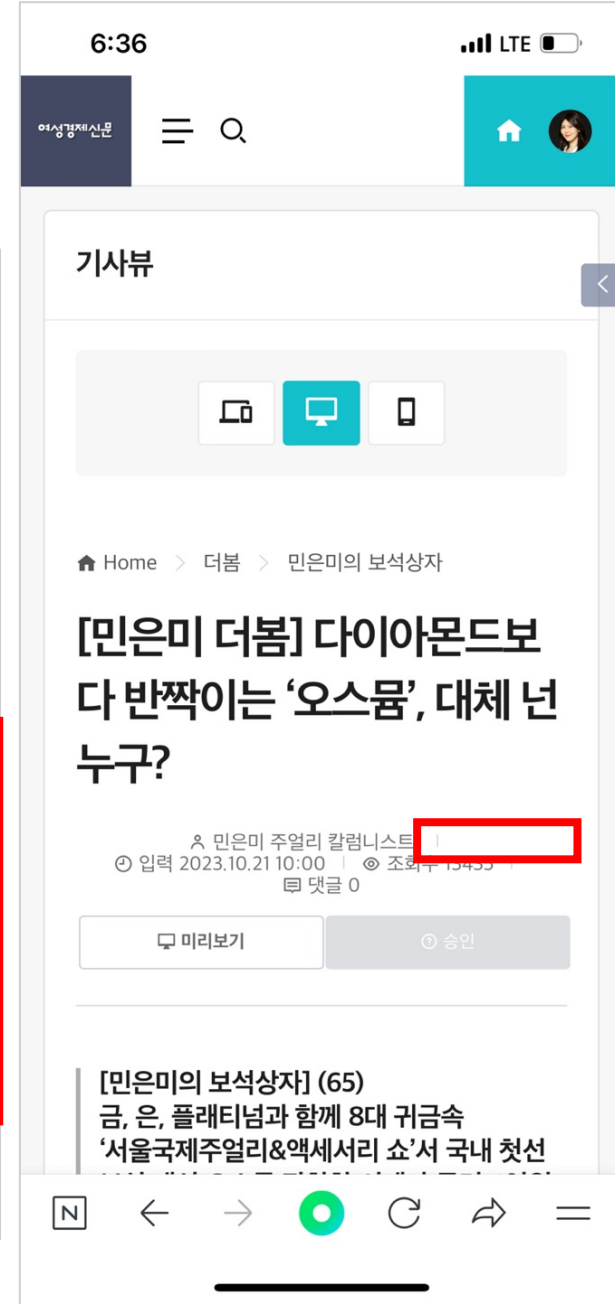 6:36
LTE
여성경제신문
기사뷰
Home > 더봄 > 민은미의 보석상자
[민은미 더봄] 다이아몬드보
다 반짝이는 ‘오스뮴’, 대체 넌
누구?
민은미 주얼리 칼럼니스트
입력 2023.10.21 10:00 조회수 13455
댓글 0
미리보기
승인
[민은미의 보석상자] (65)
금, 은, 플래티넘과 함께 8대 귀금속
‘서울국제주얼리&액세서리 쇼’서 국내 첫선
N